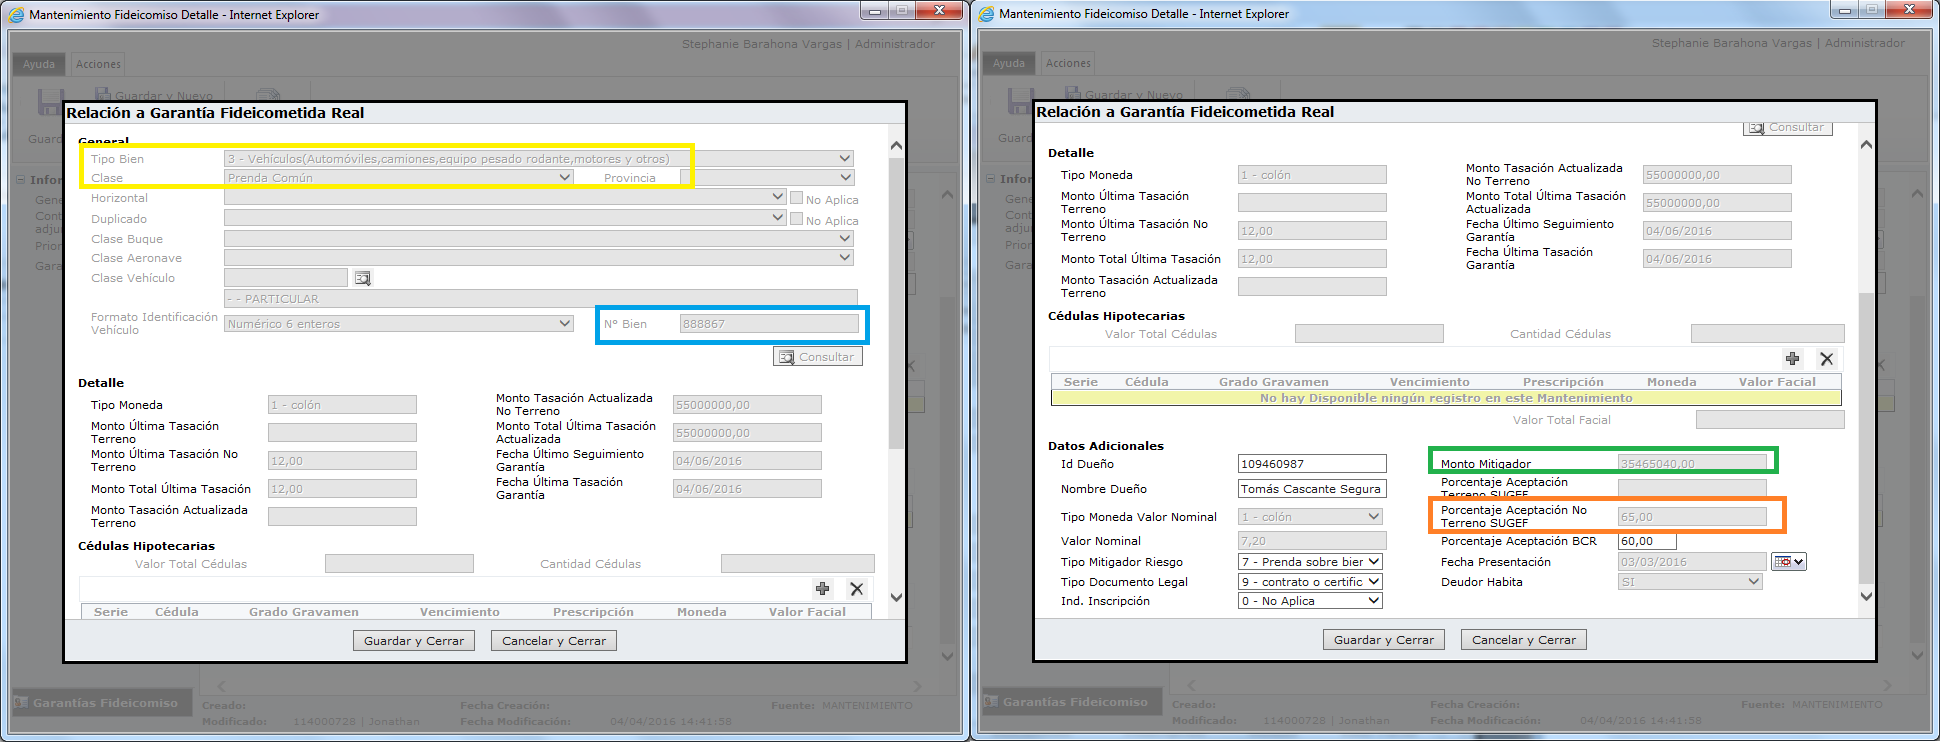 Mantenimiento Fideicomiso Detalle - Internet Explorer
Stephanie Barahona Vargas | Administrador
Ayuda Acciones
Guardar y Nuevo
Relación a Garantía Fideicometida Real
General
Tipo Bien 3 - Vehículos(Automóviles,camiones,equipo pesado rodante,motores y otros)
Clase Prenda Común Provincia
Horizontal No Aplica
Duplicado No Aplica
Clase Buque
Clase Aeronave
Clase Vehículo
- - PARTICULAR
Formato Identificación Vehículo Numérico 6 enteros N° Bien 888867
Consultar
Detalle
Tipo Moneda 1 - colón Monto Tasación Actualizada No Terreno 55000000,00
Monto Última Tasación Terreno Monto Total Última Tasación Actualizada 55000000,00
Monto Última Tasación No Terreno 12,00 Fecha Último Seguimiento Garantía 04/06/2016
Monto Total Última Tasación 12,00 Fecha Última Tasación Garantía 04/06/2016
Monto Tasación Actualizada Terreno
Cédulas Hipotecarias
Valor Total Cédulas Cantidad Cédulas
Serie Cédula Grado Gravamen Vencimiento Prescripción Moneda Valor Facial
Guardar y Cerrar Cancelar y Cerrar
Garantías Fideicomiso
Creado: Fecha Creación: Fuente: MANTENIMIENTO
Modificado: 114000728 | Jonathan Fecha Modificación: 04/04/2016 14:41:58
Mantenimiento Fideicomiso Detalle - Internet Explorer
Stephanie Barahona Vargas | Administrador
Ayuda Acciones
Guardar y Nuevo
Relación a Garantía Fideicometida Real
Consultar
Detalle
Tipo Moneda 1 - colón Monto Tasación Actualizada No Terreno 55000000,00
Monto Última Tasación Terreno Monto Total Última Tasación Actualizada 55000000,00
Monto Última Tasación No Terreno 12,00 Fecha Último Seguimiento Garantía 04/06/2016
Monto Total Última Tasación 12,00 Fecha Última Tasación Garantía 04/06/2016
Monto Tasación Actualizada Terreno
Cédulas Hipotecarias
Valor Total Cédulas Cantidad Cédulas
Serie Cédula Grado Gravamen Vencimiento Prescripción Moneda Valor Facial
No hay Disponible ningún registro en este Mantenimiento
Valor Total Facial
Datos Adicionales
Id Dueño 109460987 Monto Mitigador 35465040,00
Nombre Dueño Tomás Cascante Segura Porcentaje Aceptación Terreno SUGEF
Tipo Moneda Valor Nominal 1 - colón Porcentaje Aceptación No Terreno SUGEF 65,00
Valor Nominal 7,20 Porcentaje Aceptación BCR 60,00
Tipo Mitigador Riesgo 7 - Prenda sobre bier Fecha Presentación 03/03/2016
Tipo Documento Legal 9 - contrato o certific Deudor Habita SI
Ind. Inscripción 0 - No Aplica
Guardar y Cerrar Cancelar y Cerrar
Garantías Fideicomiso
Creado: Fecha Creación: Fuente: MANTENIMIENTO
Modificado: 114000728 | Jonathan Fecha Modificación: 04/04/2016 14:41:58